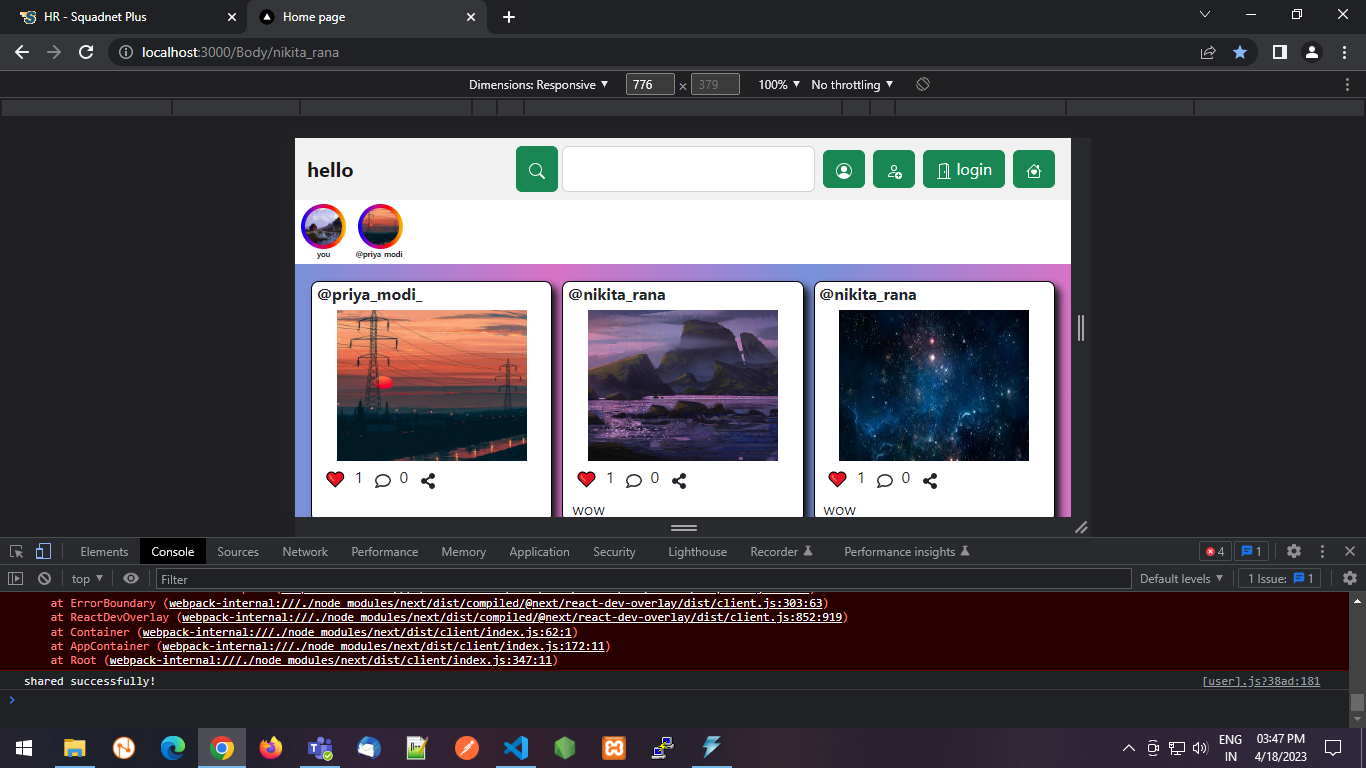 HR - Squadnet Plus
Home page
localhost:3000/Body/nikita_rana
Dimensions: Responsive
776 × 379
100%
No throttling
hello
login
you
@priya modi
@priya_modi_
@nikita_rana
@nikita_rana
1 0
1 0
1 0
wow
wow
Elements
Console
Sources
Network
Performance
Memory
Application
Security
Lighthouse
Recorder
Performance insights
4
1
top
Filter
Default levels
1 Issue: 1
at ErrorBoundary (webpack-internal:///./node_modules/next/dist/compiled/@next/react-dev-overlay/dist/client.js:303:63)
at ReactDevOverlay (webpack-internal:///./node_modules/next/dist/compiled/@next/react-dev-overlay/dist/client.js:852:919)
at Container (webpack-internal:///./node_modules/next/dist/client/index.js:62:1)
at AppContainer (webpack-internal:///./node_modules/next/dist/client/index.js:172:11)
at Root (webpack-internal:///./node_modules/next/dist/client/index.js:347:11)
shared successfully!
[user].js?38ad:181
ENG
IN
03:47 PM
4/18/2023